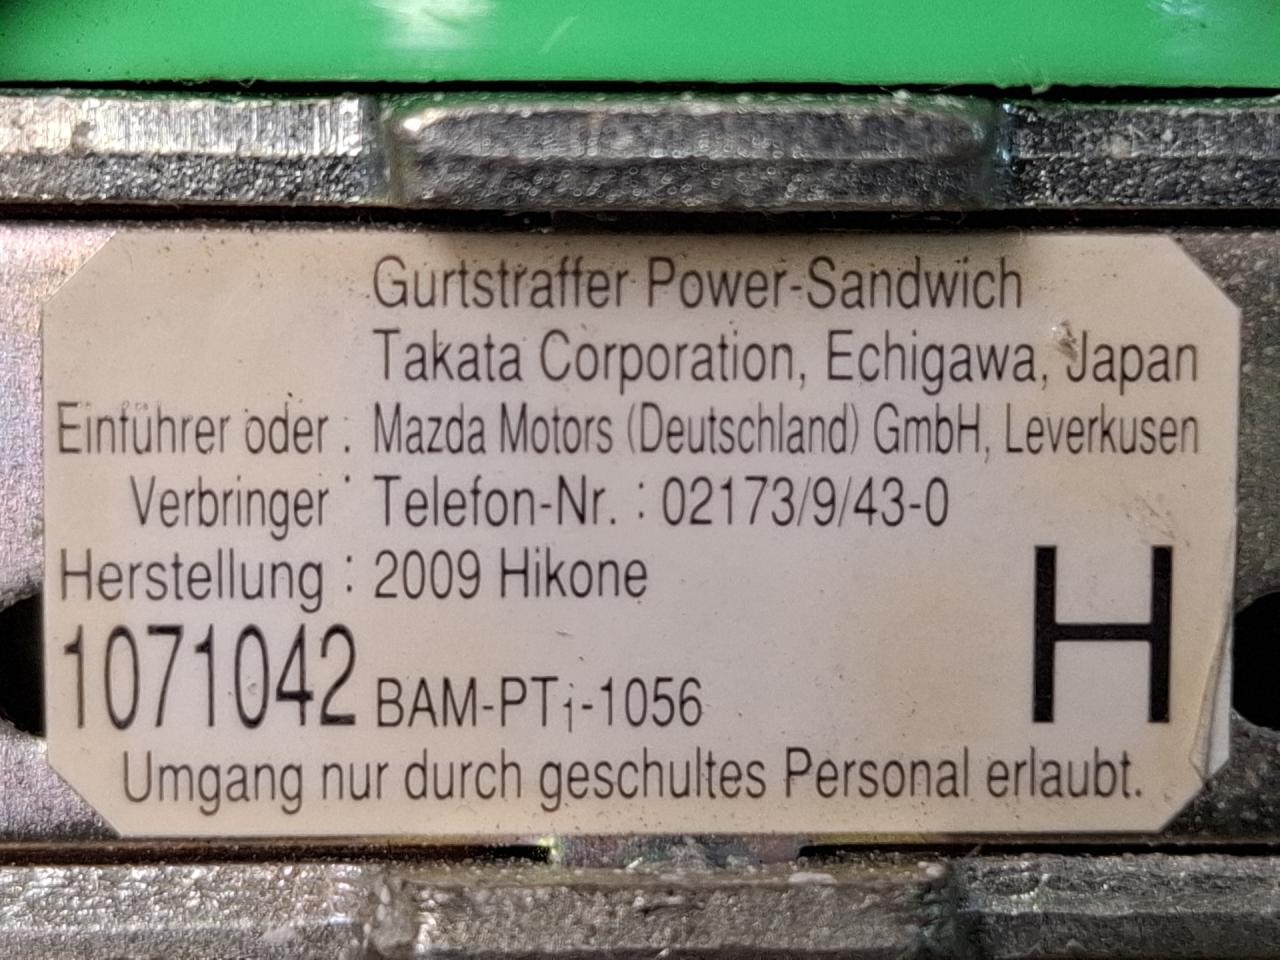 Gurtstraffer Power-Sandwich
Takata Corporation, Echigawa, Japan
Einführer oder : Mazda Motors (Deutschland) GmbH, Leverkusen
Verbringer : Telefon-Nr. : 02173/9/43-0
Herstellung : 2009 Hikone
1071042 BAM-PT₁-1056
H
Umgang nur durch geschultes Personal erlaubt.